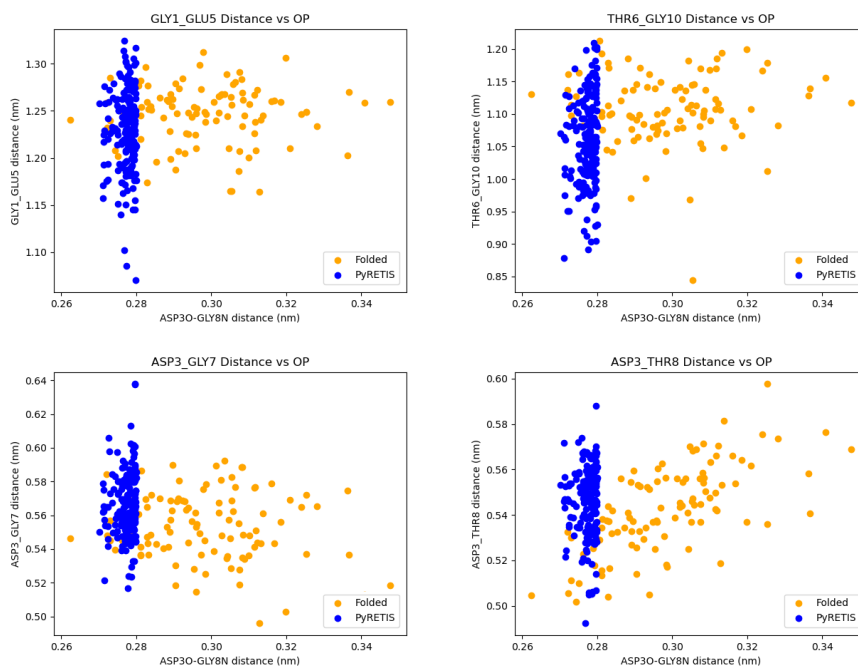 GLY1_GLU5 Distance vs OP
GLY1_GLU5 distance (nm)
1.30
1.25
1.20
1.15
1.10
0.26
0.28
0.30
0.32
0.34
ASP3O-GLY8N distance (nm)
Folded
PyRETIS
THR6_GLY10 Distance vs OP
THR6_GLY10 distance (nm)
1.20
1.15
1.10
1.05
1.00
0.95
0.90
0.85
0.26
0.28
0.30
0.32
0.34
ASP3O-GLY8N distance (nm)
Folded
PyRETIS
ASP3_GLY7 Distance vs OP
ASP3_GLY7 distance (nm)
0.64
0.62
0.60
0.58
0.56
0.54
0.52
0.50
0.26
0.28
0.30
0.32
0.34
ASP3O-GLY8N distance (nm)
Folded
PyRETIS
ASP3_THR8 Distance vs OP
ASP3_THR8 distance (nm)
0.60
0.58
0.56
0.54
0.52
0.50
0.26
0.28
0.30
0.32
0.34
ASP3O-GLY8N distance (nm)
Folded
PyRETIS